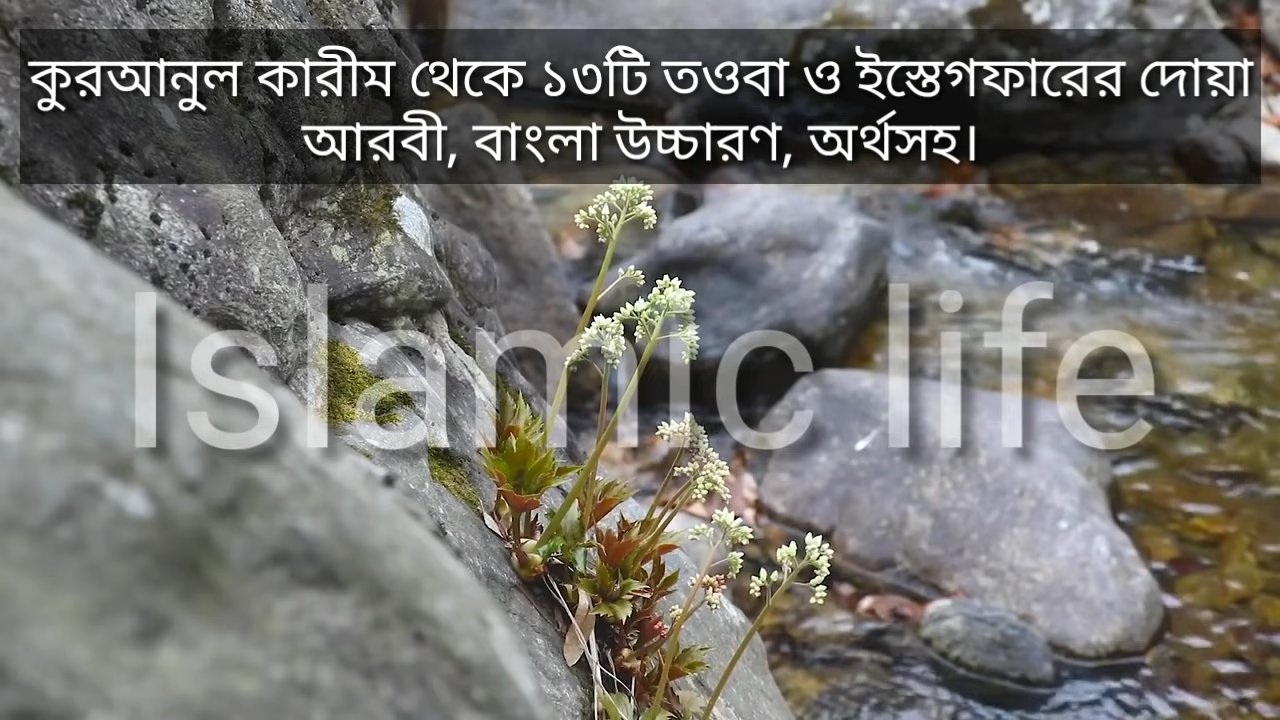 কুরআনুল কারীম থেকে ১৩টি তওবা ও ইস্তেগফারের দোয়া
আরবী, বাংলা উচ্চারণ, অর্থসহ।
Islamic life